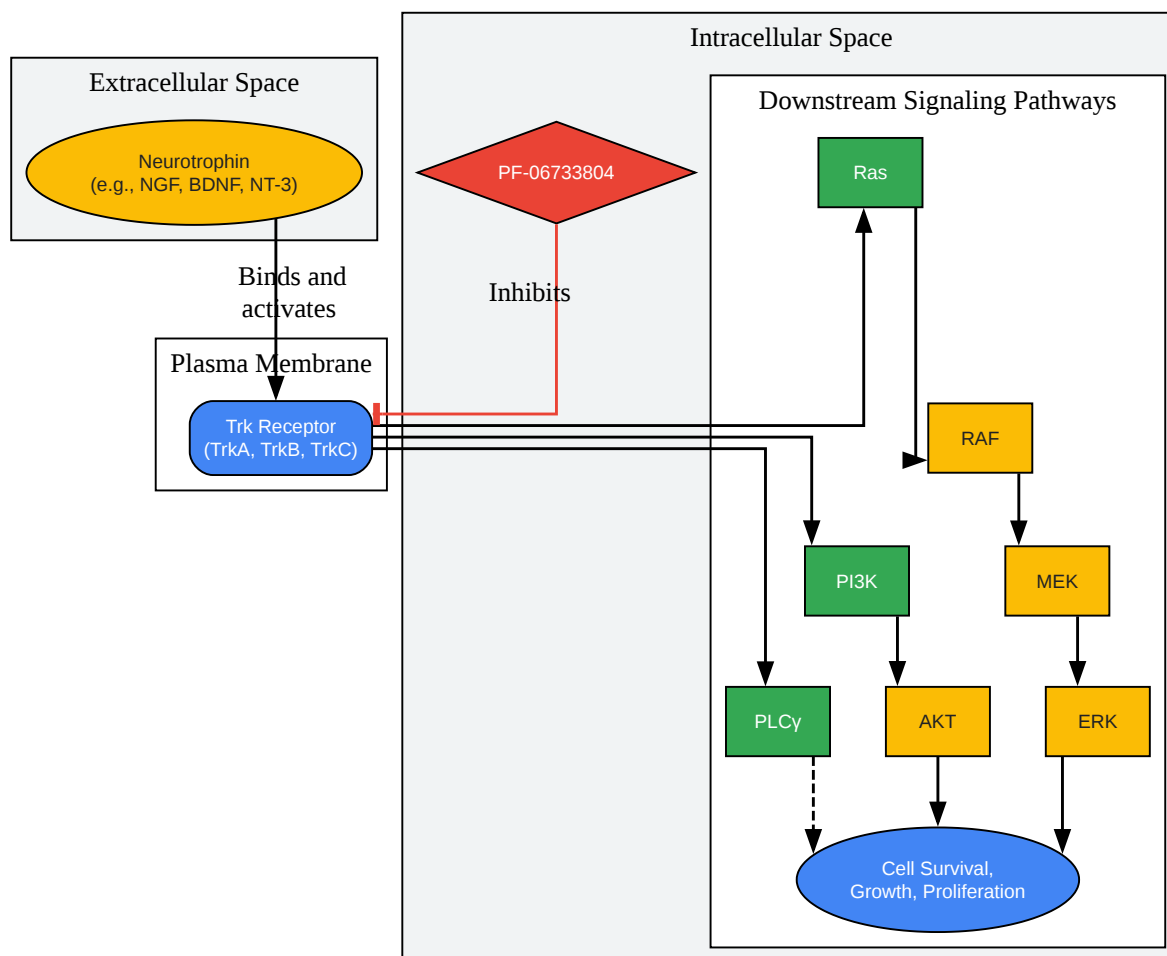 Intracellular Space
Extracellular Space
Downstream Signaling Pathways
Neurotrophin
(e.g., NGF, BDNF, NT-3)
PF-06733804
Ras
Binds and
activates
Inhibits
Plasma Membrane
Trk Receptor
(TrkA, TrkB, TrkC)
RAF
PI3K
MEK
PLCγ
AKT
ERK
Cell Survival,
Growth, Proliferation